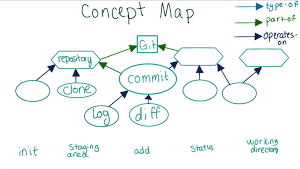 Concept Map
type-of
part-of
operates-
on
Git
repository
commit
clone
log
diff
init
Staging
area
add
Status
working
directory